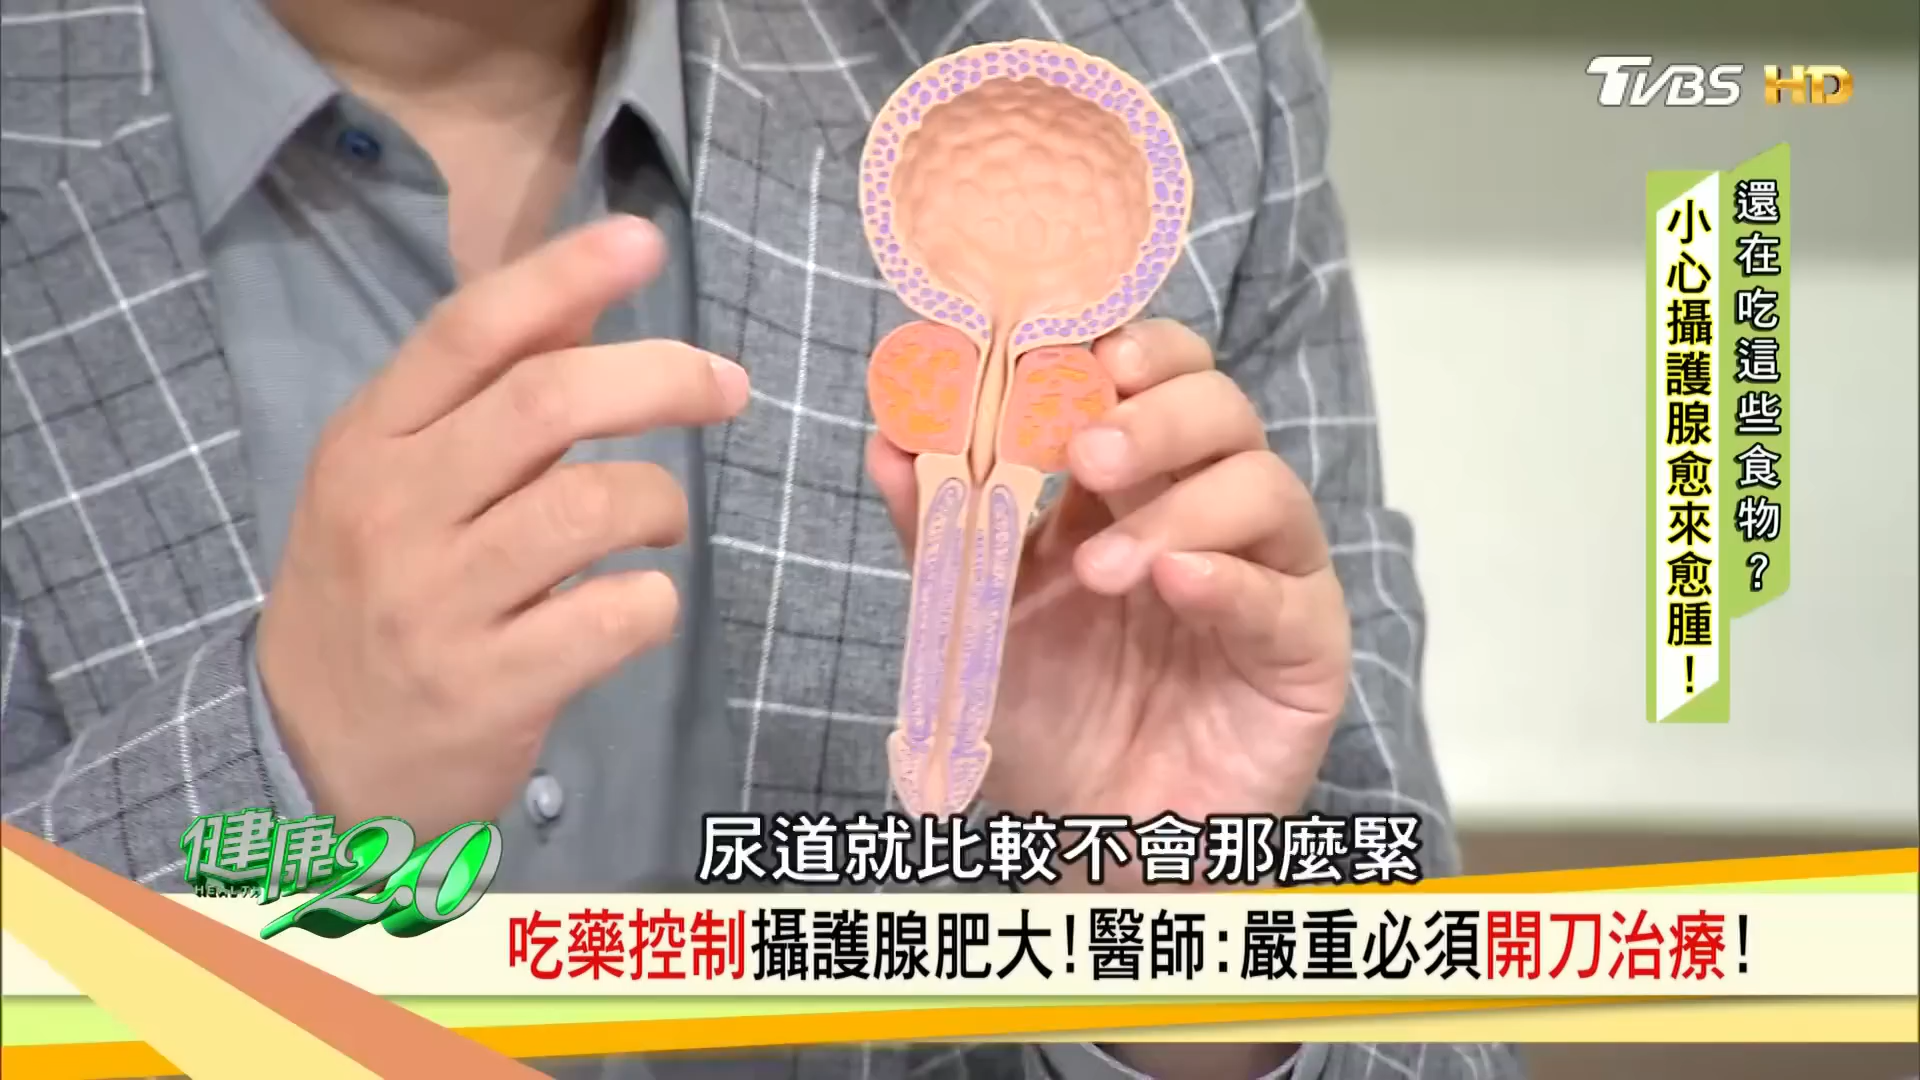 TVBS HD
還在吃這些食物？
小心攝護腺愈來愈腫！
尿道就比較不會那麼緊
健康2.0
HEALTH
吃藥控制攝護腺肥大！醫師：嚴重必須開刀治療！